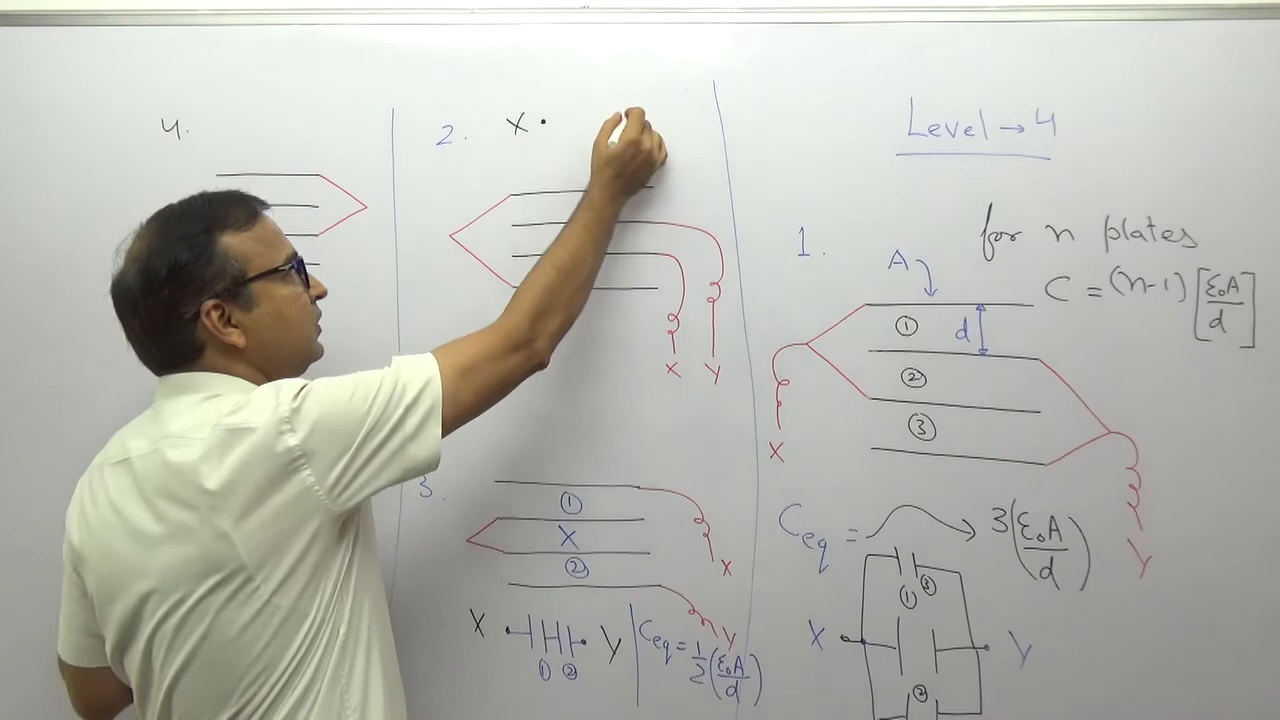 Level → 4
4.
2.
X
X Y
1.
for n plates
C = (n-1) [ε₀A/d]
A
d
①
②
③
X
Y
3.
①
X
②
X
Y
X Y
① ②
Ceq = 1/2 (ε₀A/d)
Ceq = → 3(ε₀A/d)
① ③
X Y
②